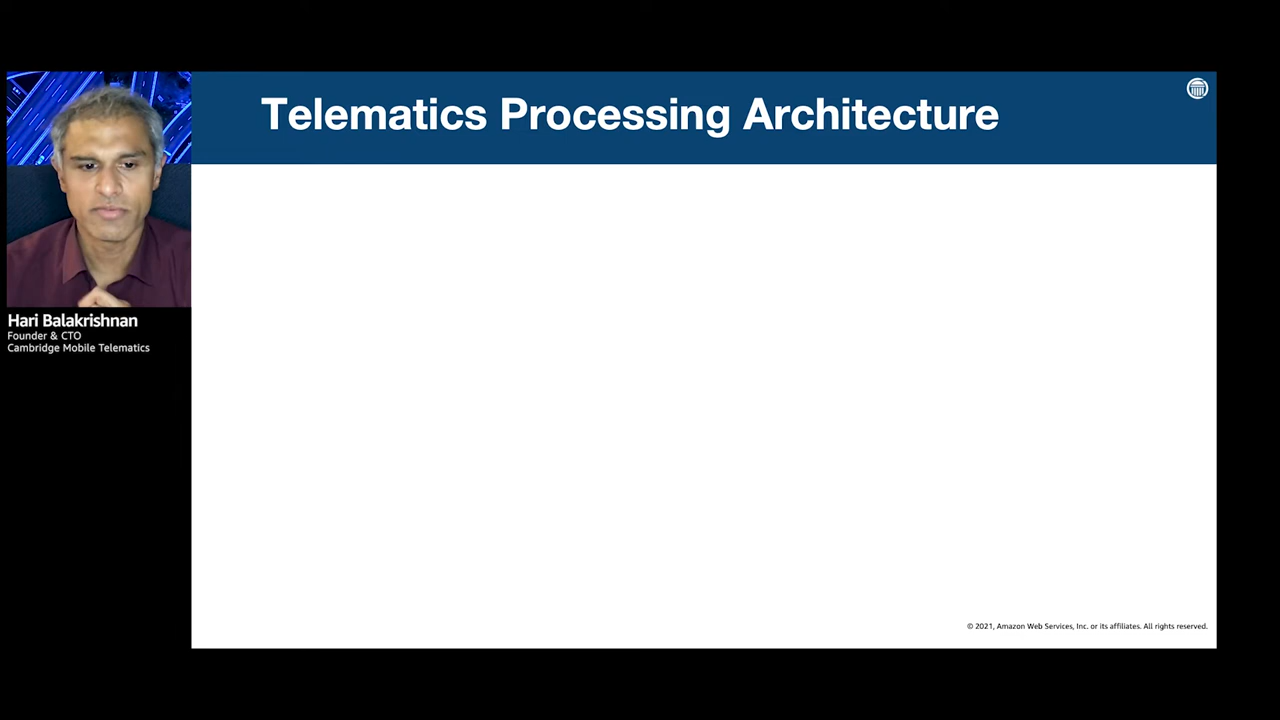 Telematics Processing Architecture
Hari Balakrishnan
Founder & CTO
Cambridge Mobile Telematics
© 2021, Amazon Web Services, Inc. or its affiliates. All rights reserved.